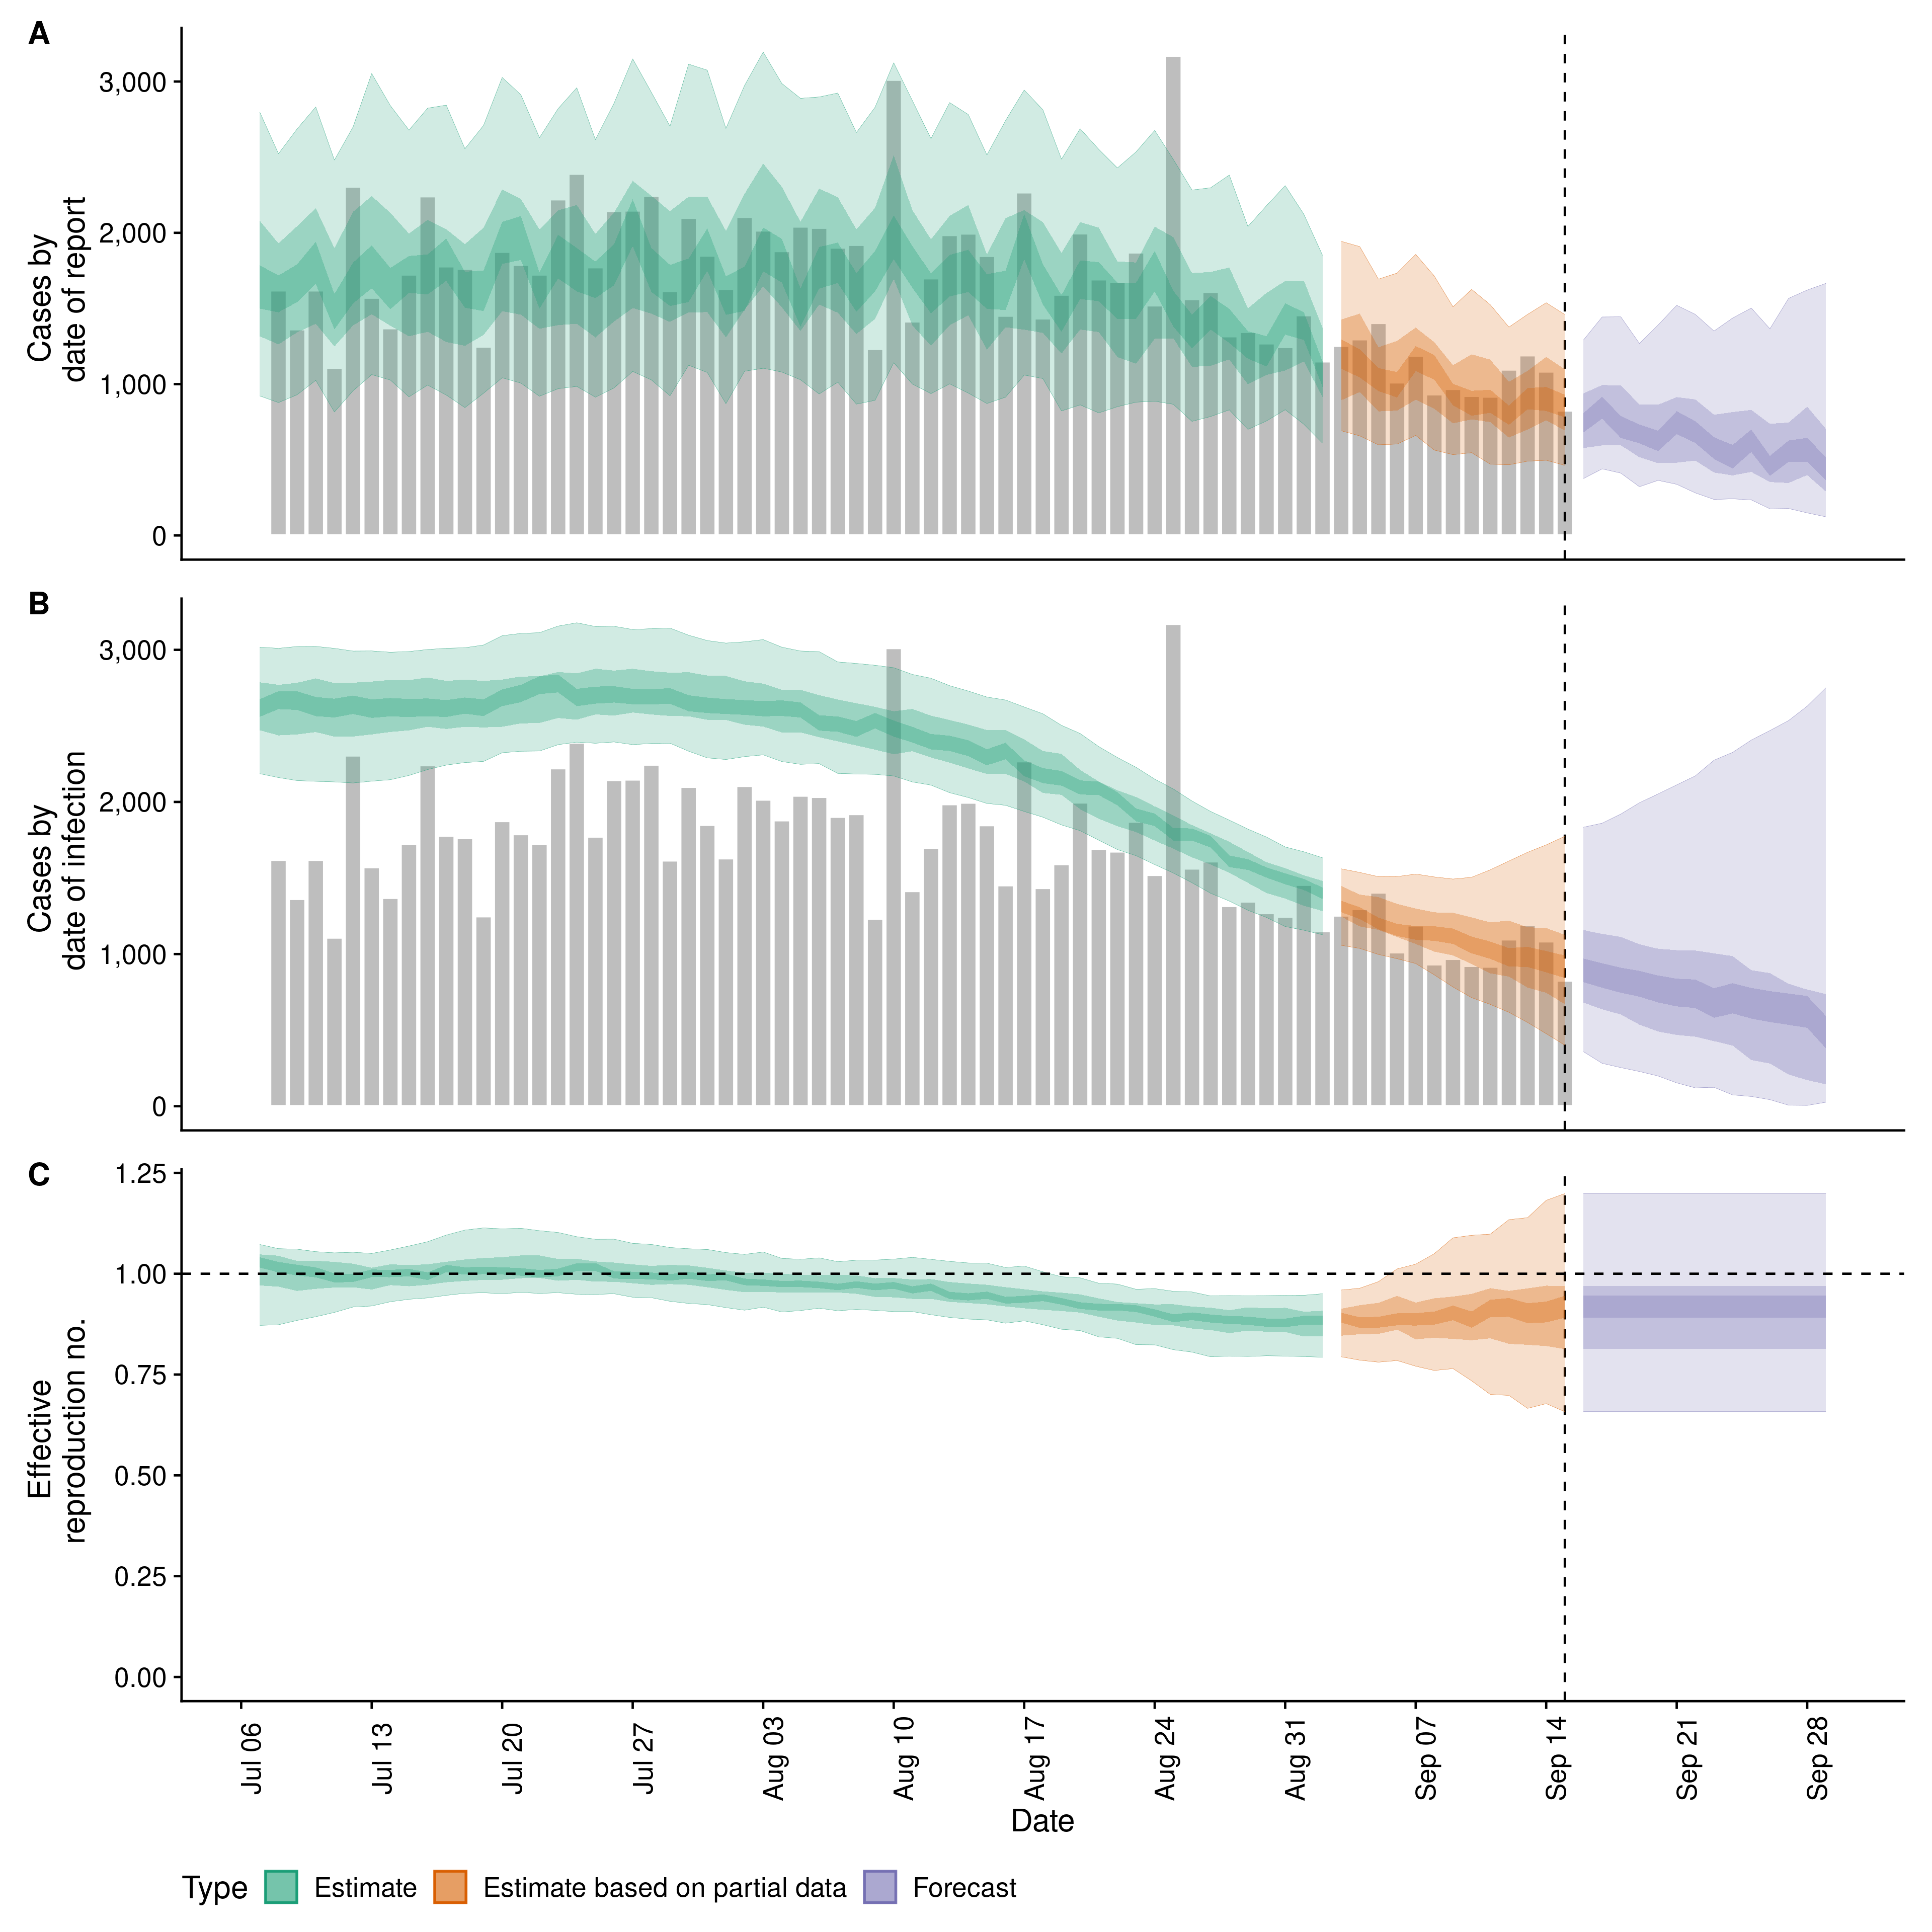 A
3,000
2,000
1,000
0
Cases by
date of report
B
3,000
2,000
1,000
0
Cases by
date of infection
C
1.25
1.00
0.75
0.50
0.25
0.00
Effective
reproduction no.
Jul 06
Jul 13
Jul 20
Jul 27
Aug 03
Aug 10
Aug 17
Aug 24
Aug 31
Sep 07
Sep 14
Sep 21
Sep 28
Date
Type Estimate Estimate based on partial data Forecast